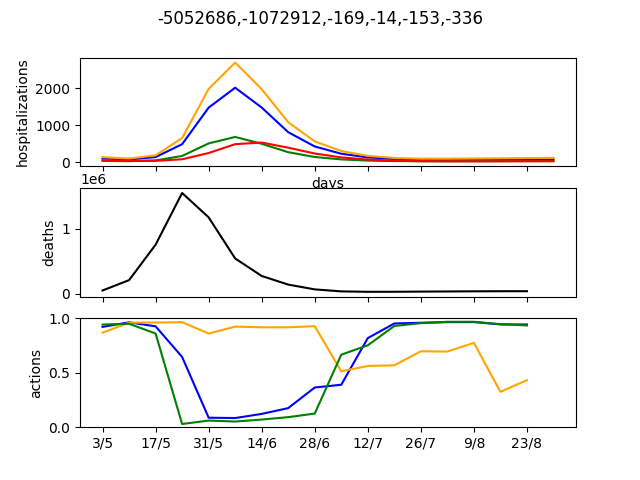 -5052686,-1072912,-169,-14,-153,-336
hospitalizations
2000
1000
0
days
1e6
deaths
1
0
actions
1.0
0.5
0.0
3/5 17/5 31/5 14/6 28/6 12/7 26/7 9/8 23/8